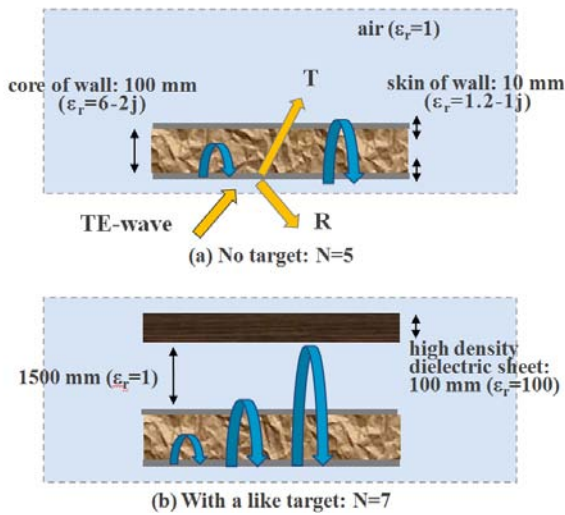 air (εr=1)
core of wall: 100 mm
(εr=6-2j)
T
skin of wall: 10 mm
(εr=1.2-1j)
TE-wave
R
(a) No target: N=5
1500 mm (εr=1)
high density
dielectric sheet:
100 mm (εr=100)
(b) With a like target: N=7